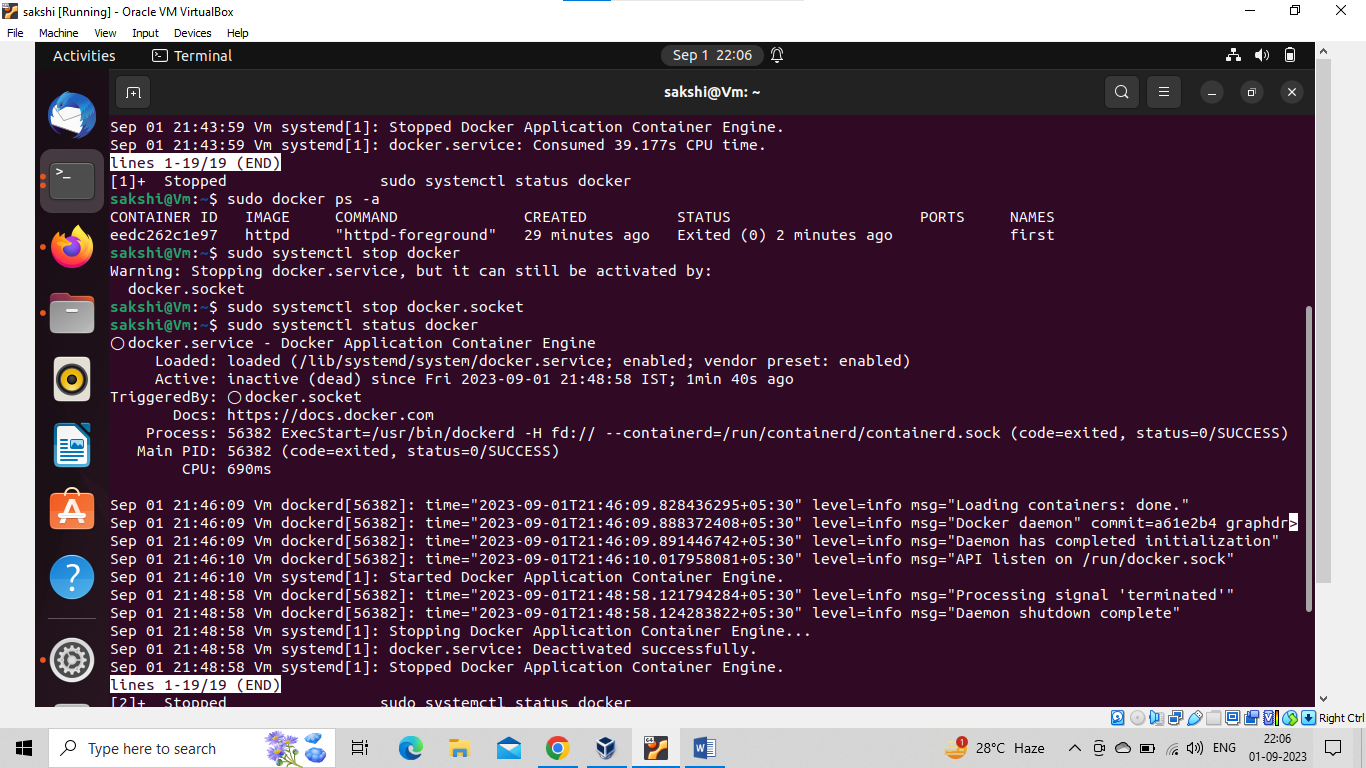 sakshi [Running] - Oracle VM VirtualBox
File Machine View Input Devices Help
Activities Terminal Sep 1 22:06
sakshi@Vm: ~
Sep 01 21:43:59 Vm systemd[1]: Stopped Docker Application Container Engine.
Sep 01 21:43:59 Vm systemd[1]: docker.service: Consumed 39.177s CPU time.
lines 1-19/19 (END)
[1]+  Stopped                 sudo systemctl status docker
sakshi@Vm:~$ sudo docker ps -a
CONTAINER ID   IMAGE     COMMAND              CREATED          STATUS                     PORTS     NAMES
eedc262c1e97   httpd     "httpd-foreground"   29 minutes ago   Exited (0) 2 minutes ago             first
sakshi@Vm:~$ sudo systemctl stop docker
Warning: Stopping docker.service, but it can still be activated by:
  docker.socket
sakshi@Vm:~$ sudo systemctl stop docker.socket
sakshi@Vm:~$ sudo systemctl status docker
○ docker.service - Docker Application Container Engine
     Loaded: loaded (/lib/systemd/system/docker.service; enabled; vendor preset: enabled)
     Active: inactive (dead) since Fri 2023-09-01 21:48:58 IST; 1min 40s ago
TriggeredBy: ○ docker.socket
       Docs: https://docs.docker.com
    Process: 56382 ExecStart=/usr/bin/dockerd -H fd:// --containerd=/run/containerd/containerd.sock (code=exited, status=0/SUCCESS)
   Main PID: 56382 (code=exited, status=0/SUCCESS)
        CPU: 690ms
Sep 01 21:46:09 Vm dockerd[56382]: time="2023-09-01T21:46:09.828436295+05:30" level=info msg="Loading containers: done."
Sep 01 21:46:09 Vm dockerd[56382]: time="2023-09-01T21:46:09.888372408+05:30" level=info msg="Docker daemon" commit=a61e2b4 graphdr>
Sep 01 21:46:09 Vm dockerd[56382]: time="2023-09-01T21:46:09.891446742+05:30" level=info msg="Daemon has completed initialization"
Sep 01 21:46:10 Vm dockerd[56382]: time="2023-09-01T21:46:10.017958081+05:30" level=info msg="API listen on /run/docker.sock"
Sep 01 21:46:10 Vm systemd[1]: Started Docker Application Container Engine.
Sep 01 21:48:58 Vm dockerd[56382]: time="2023-09-01T21:48:58.121794284+05:30" level=info msg="Processing signal 'terminated'"
Sep 01 21:48:58 Vm dockerd[56382]: time="2023-09-01T21:48:58.124283822+05:30" level=info msg="Daemon shutdown complete"
Sep 01 21:48:58 Vm systemd[1]: Stopping Docker Application Container Engine...
Sep 01 21:48:58 Vm systemd[1]: docker.service: Deactivated successfully.
Sep 01 21:48:58 Vm systemd[1]: Stopped Docker Application Container Engine.
lines 1-19/19 (END)
[2]+  Stopped                 sudo systemctl status docker
Right Ctrl
Type here to search 1 28°C Haze ENG 22:06
01-09-2023